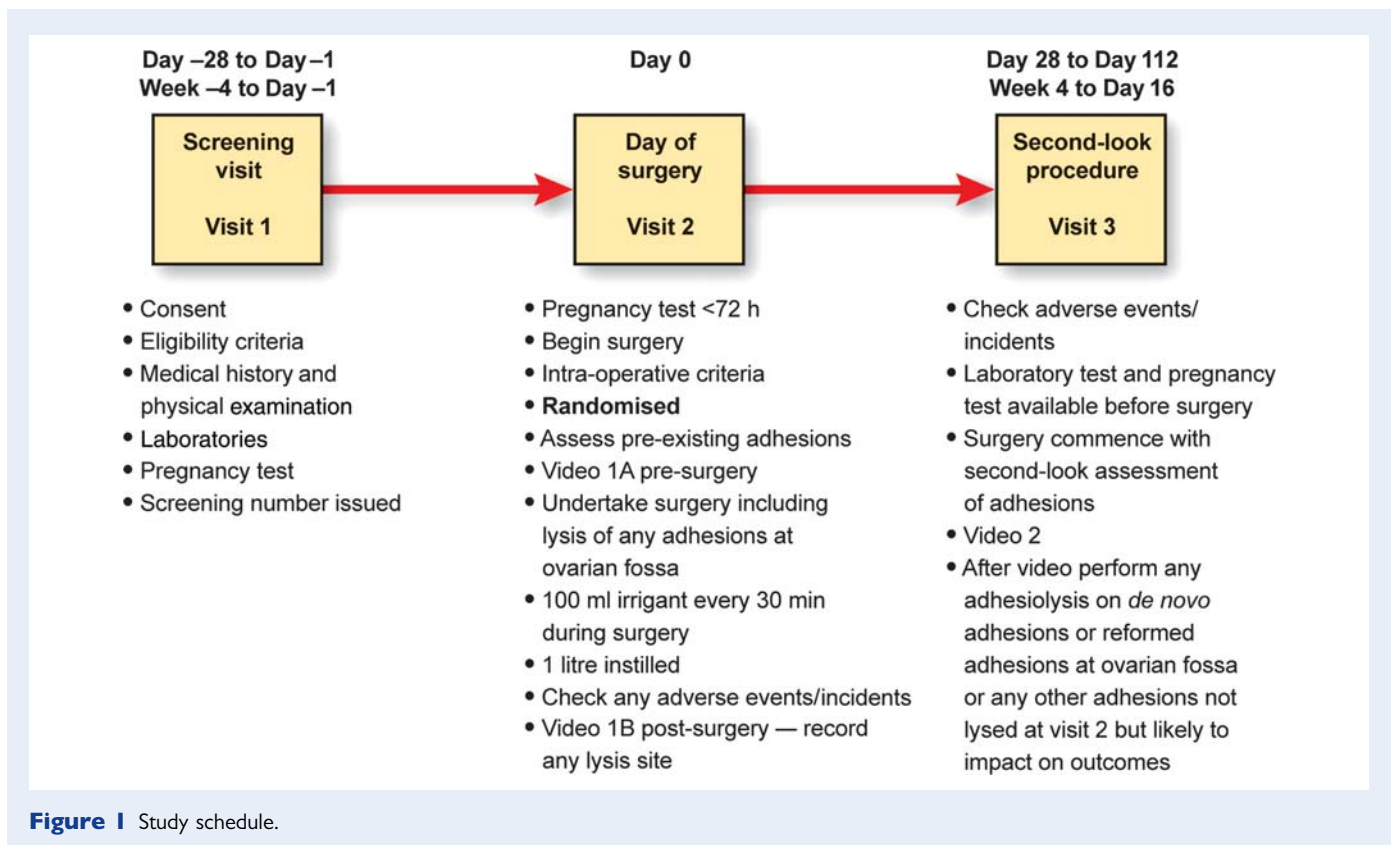 Day –28 to Day –1
Week –4 to Day –1
Screening
visit
Visit 1
• Consent
• Eligibility criteria
• Medical history and
physical examination
• Laboratories
• Pregnancy test
• Screening number issued
Day 0
Day of
surgery
Visit 2
• Pregnancy test <72 h
• Begin surgery
• Intra-operative criteria
• Randomised
• Assess pre-existing adhesions
• Video 1A pre-surgery
• Undertake surgery including
lysis of any adhesions at
ovarian fossa
• 100 ml irrigant every 30 min
during surgery
• 1 litre instilled
• Check any adverse events/incidents
• Video 1B post-surgery — record
any lysis site
Day 28 to Day 112
Week 4 to Day 16
Second-look
procedure
Visit 3
• Check adverse events/
incidents
• Laboratory test and pregnancy
test available before surgery
• Surgery commence with
second-look assessment
of adhesions
• Video 2
• After video perform any
adhesiolysis on de novo
adhesions or reformed
adhesions at ovarian fossa
or any other adhesions not
lysed at visit 2 but likely to
impact on outcomes
Figure 1 Study schedule.